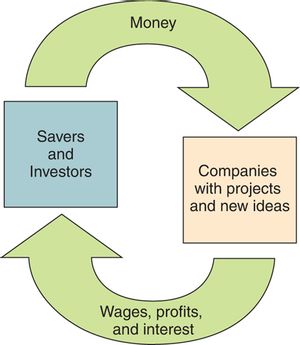 Money
Savers
and
Investors
Companies
with projects
and new ideas
Wages, profits,
and interest